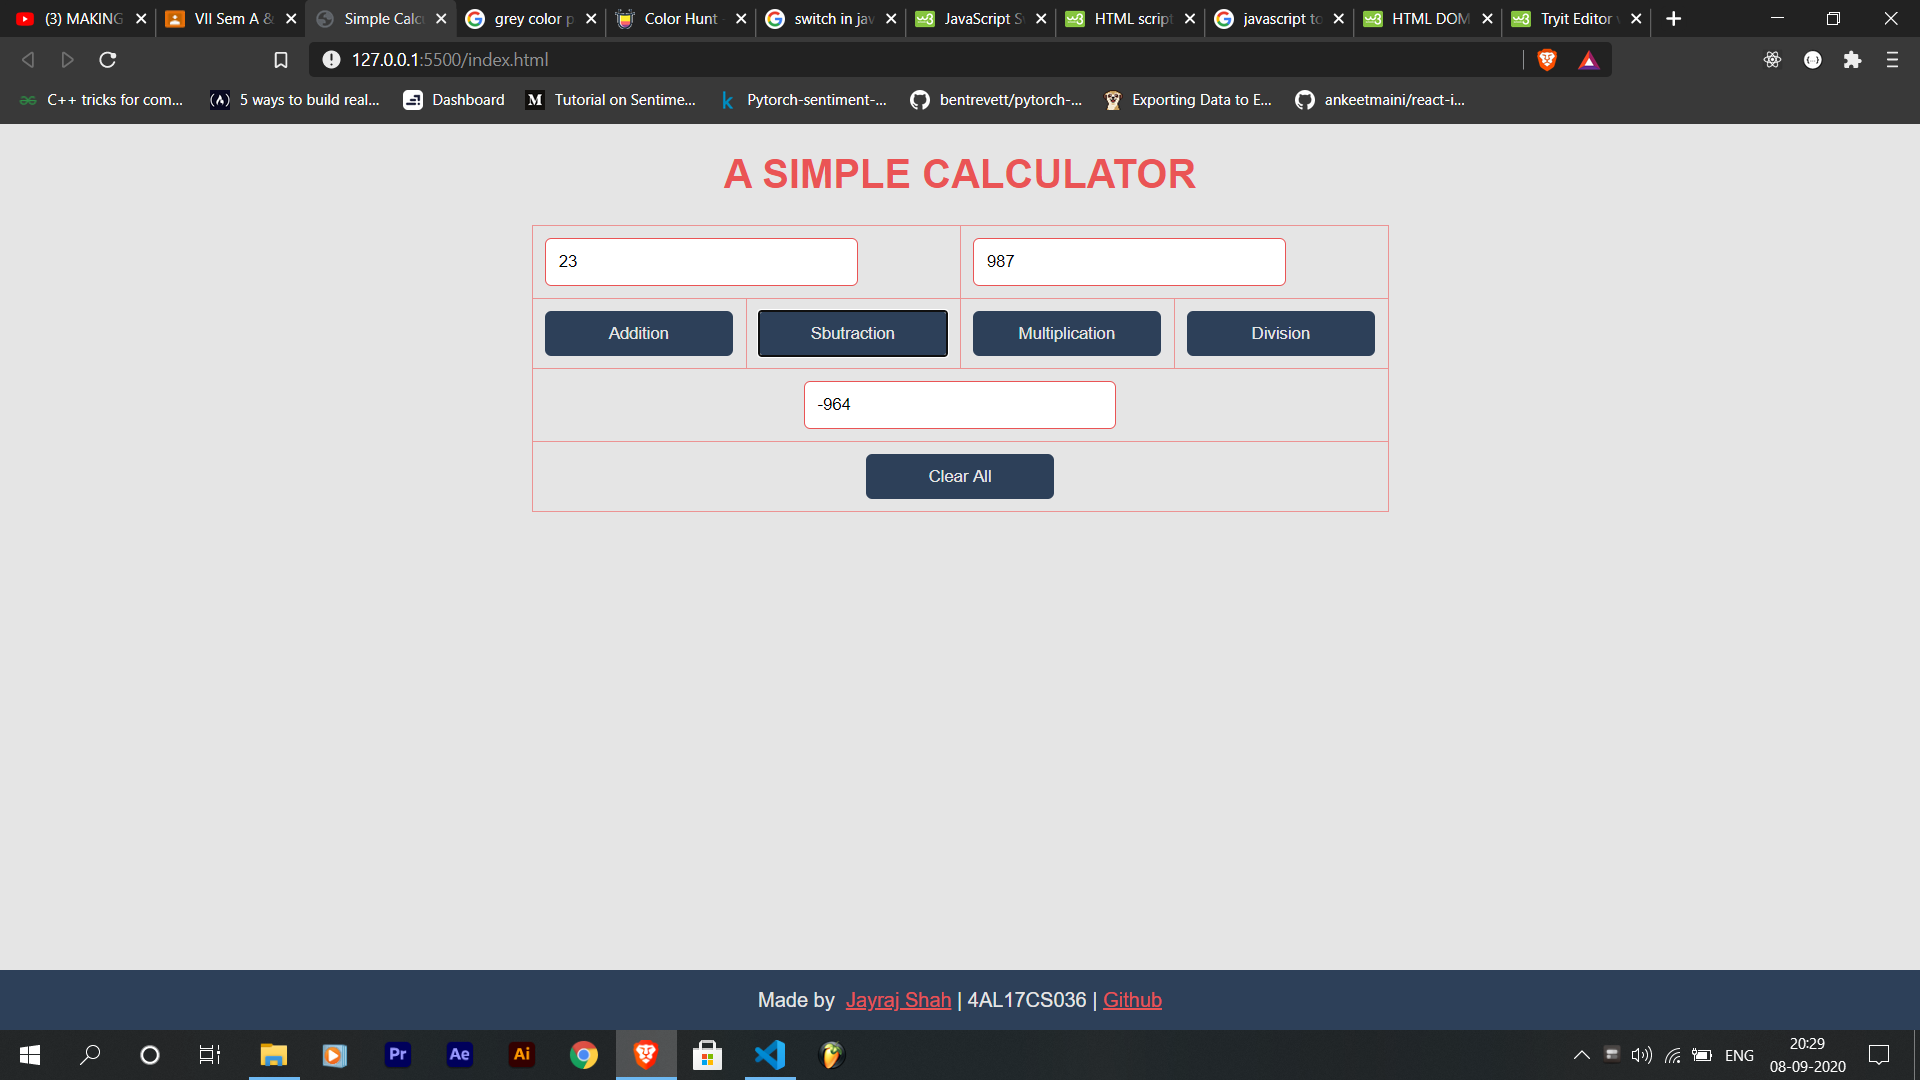 (3) MAKING
VII Sem A &
Simple Calcu
grey color p
Color Hunt -
switch in jav
JavaScript S
HTML script
javascript to
HTML DOM
Tryit Editor v
127.0.0.1:5500/index.html
C++ tricks for com...
5 ways to build real...
Dashboard
Tutorial on Sentime...
Pytorch-sentiment-...
bentrevett/pytorch-...
Exporting Data to E...
ankeetmaini/react-i...
A SIMPLE CALCULATOR
23
987
Addition
Sbutraction
Multiplication
Division
-964
Clear All
Made by Jayraj Shah | 4AL17CS036 | Github
Pr
Ae
Ai
ENG
20:29
08-09-2020